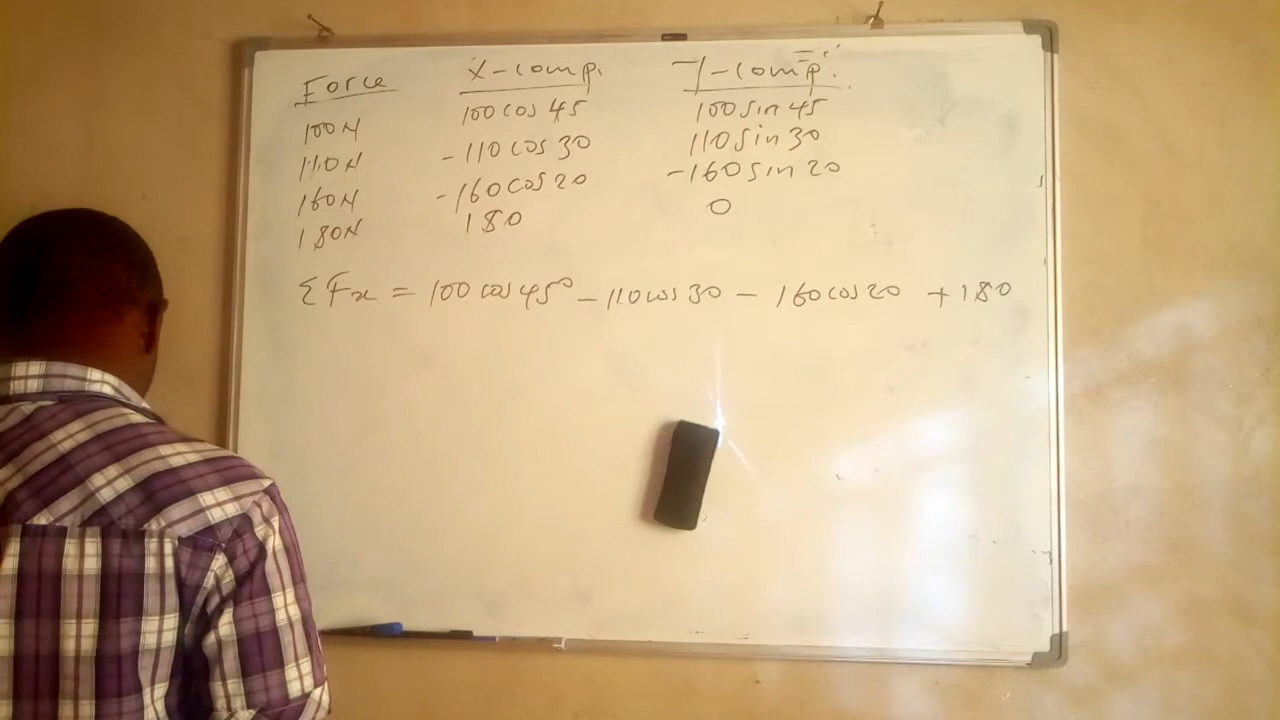 Force X-comp. Y-comp.
100N 100cos45 100sin45
110N -110cos30 110sin30
160N -160cos20 -160sin20
180N 180 0
ΣFx = 100cos45° - 110cos30 - 160cos20 + 180